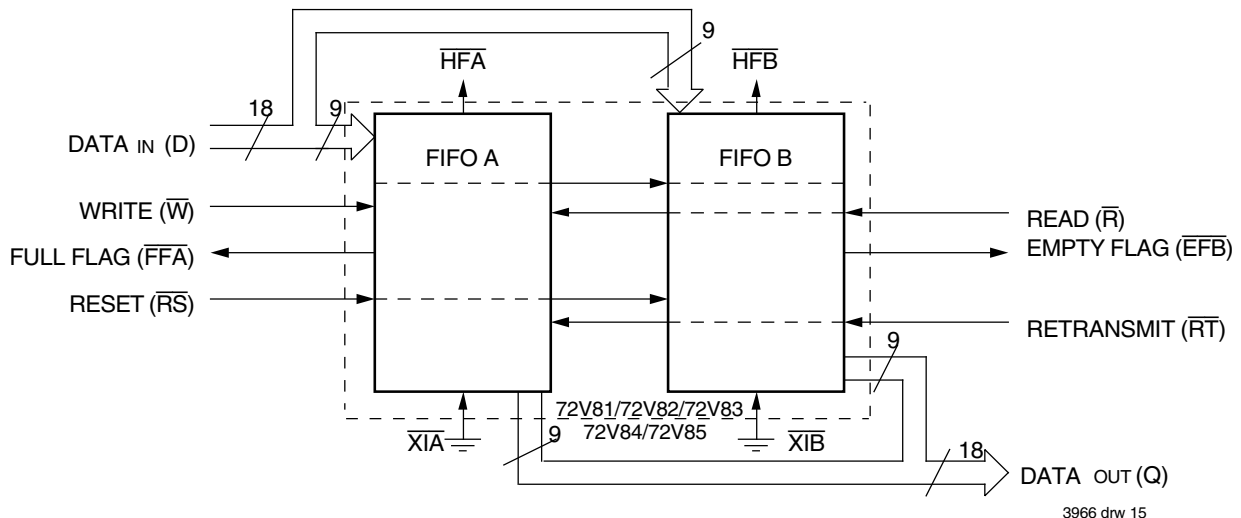 9
HFA
HFB
18
9
DATA IN (D)
FIFO A
FIFO B
WRITE (W)
READ (R)
FULL FLAG (FFA)
EMPTY FLAG (EFB)
RESET (RS)
RETRANSMIT (RT)
9
72V81/72V82/72V83
72V84/72V85
XIA
9
XIB
18
DATA OUT (Q)
3966 drw 15